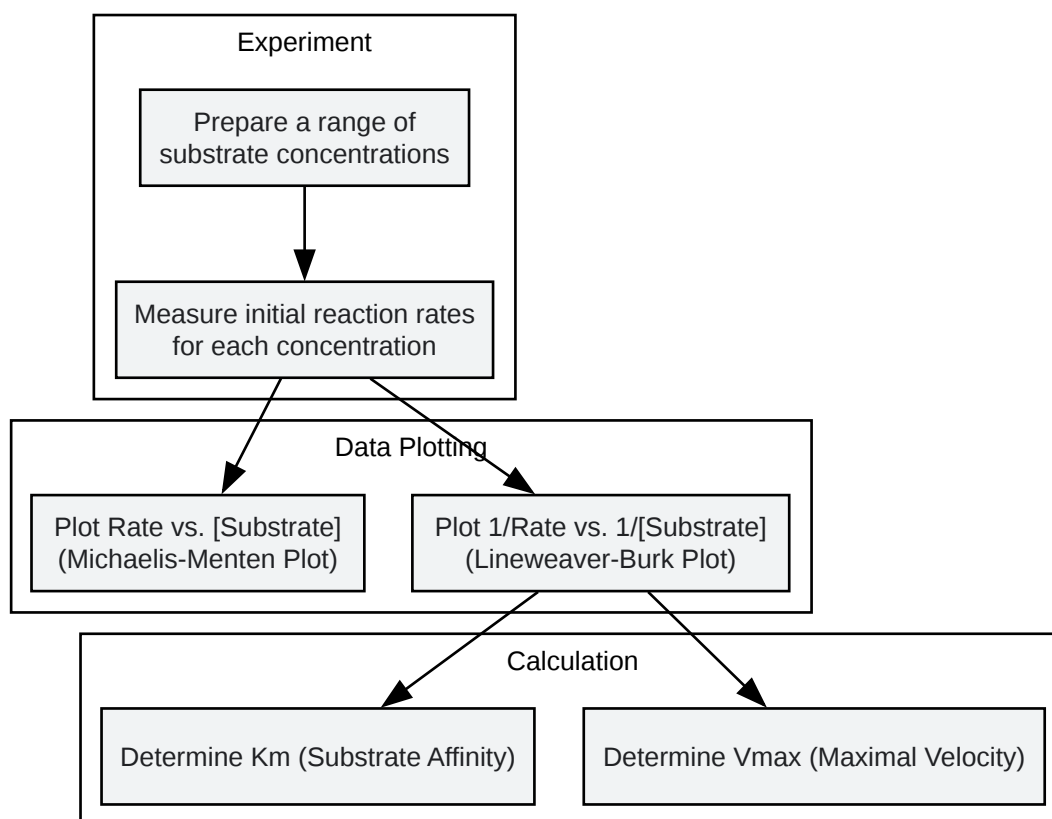 Experiment
Prepare a range of
substrate concentrations
Measure initial reaction rates
for each concentration
Data Plotting
Plot Rate vs. [Substrate]
(Michaelis-Menten Plot)
Plot 1/Rate vs. 1/[Substrate]
(Lineweaver-Burk Plot)
Calculation
Determine Km (Substrate Affinity)
Determine Vmax (Maximal Velocity)